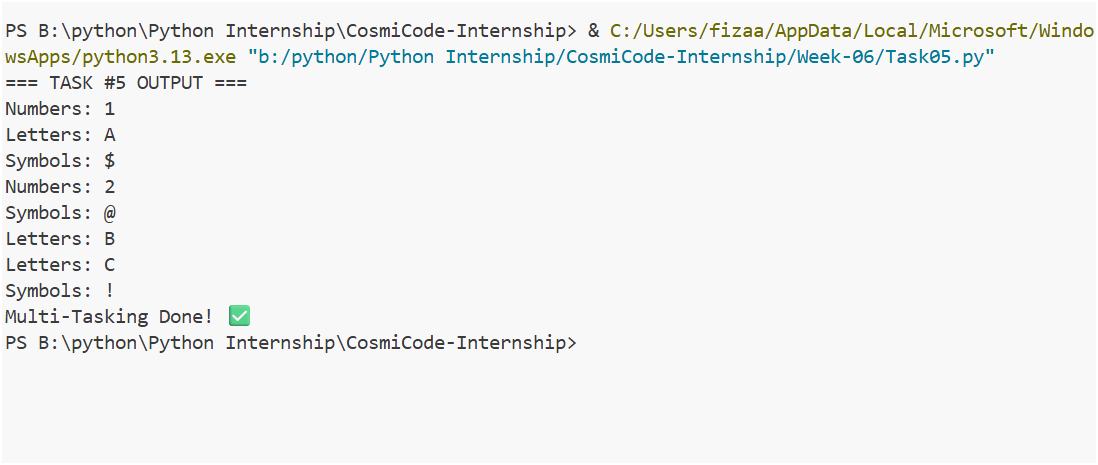 PS B:\python\Python Internship\CosmiCode-Internship> & C:/Users/fizaa/AppData/Local/Microsoft/Windo
wsApps/python3.13.exe "b:/python/Python Internship/CosmiCode-Internship/Week-06/Task05.py"
=== TASK #5 OUTPUT ===
Numbers: 1
Letters: A
Symbols: $
Numbers: 2
Symbols: @
Letters: B
Letters: C
Symbols: !
Multi-Tasking Done! ✅
PS B:\python\Python Internship\CosmiCode-Internship>